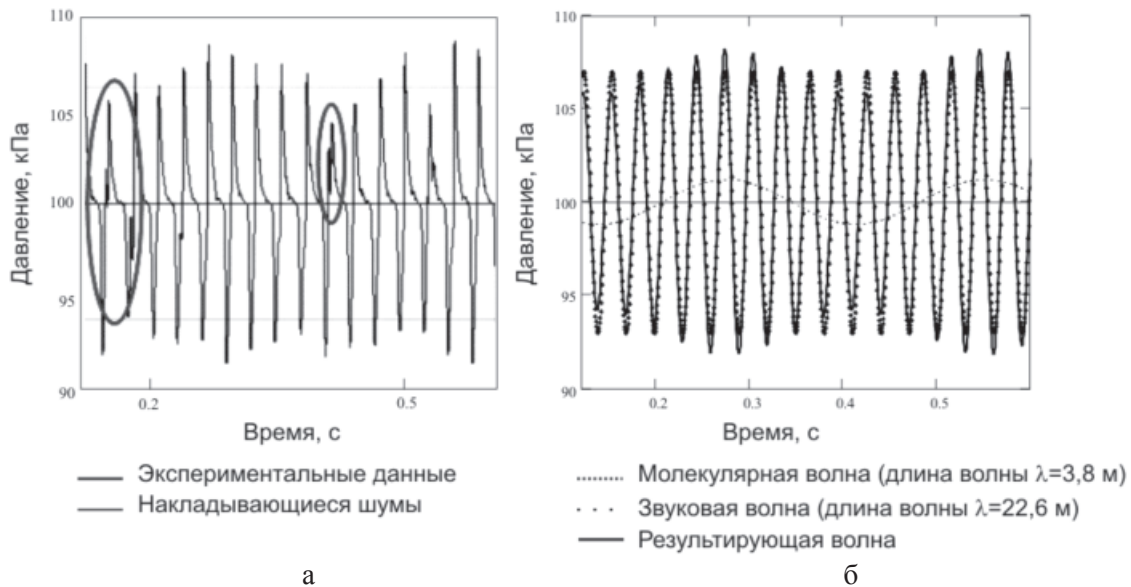 110
105
100
95
90
Давление, кПа
0.2
0.5
Время, с
Экспериментальные данные
Накладывающиеся шумы
а
110
105
100
95
90
Давление, кПа
0.2
0.3
0.4
0.5
Время, с
Молекулярная волна (длина волны λ=3,8 м)
Звуковая волна (длина волны λ=22,6 м)
Результирующая волна
б